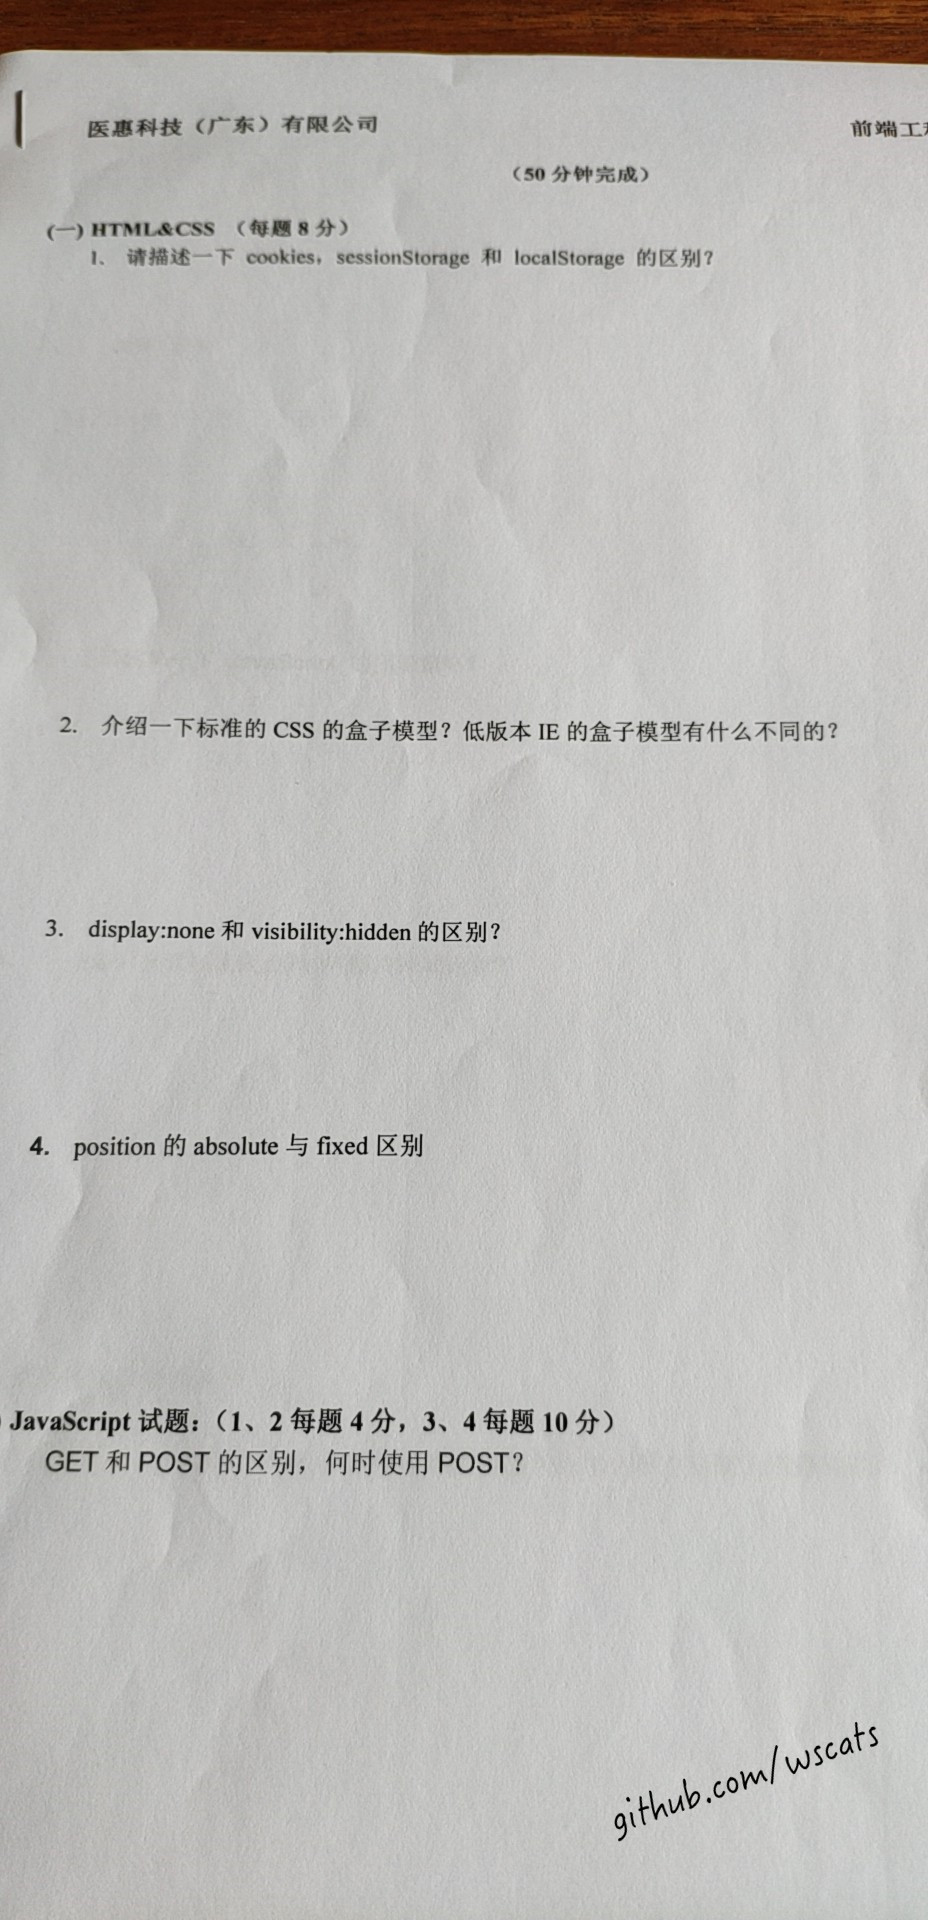 医惠科技（广东）有限公司 前端工
（50 分钟完成）
(一) HTML&CSS （每题 8 分）
1、 请描述一下 cookies，sessionStorage 和 localStorage 的区别？
2. 介绍一下标准的 CSS 的盒子模型？低版本 IE 的盒子模型有什么不同的？
3. display:none 和 visibility:hidden 的区别？
4. position 的 absolute 与 fixed 区别
JavaScript 试题：（1、2 每题 4 分，3、4 每题 10 分）
GET 和 POST 的区别，何时使用 POST？
github.com/wscats